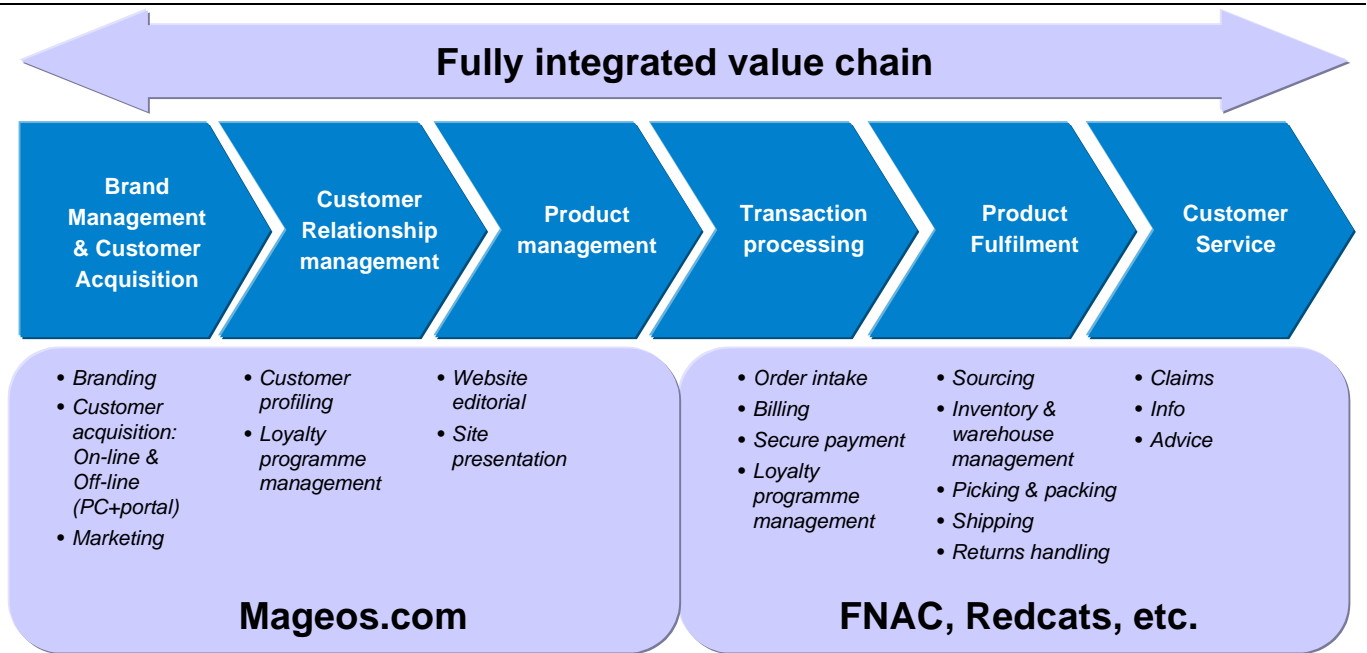 Fully integrated value chain
Brand
Management
& Customer
Acquisition
Customer
Relationship
management
Product
management
Transaction
processing
Product
Fulfilment
Customer
Service
• Branding
• Customer
acquisition:
On-line &
Off-line
(PC+portal)
• Marketing
• Customer
profiling
• Loyalty
programme
management
• Website
editorial
• Site
presentation
• Order intake
• Billing
• Secure payment
• Loyalty
programme
management
• Sourcing
• Inventory &
warehouse
management
• Picking & packing
• Shipping
• Returns handling
• Claims
• Info
• Advice
Mageos.com
FNAC, Redcats, etc.